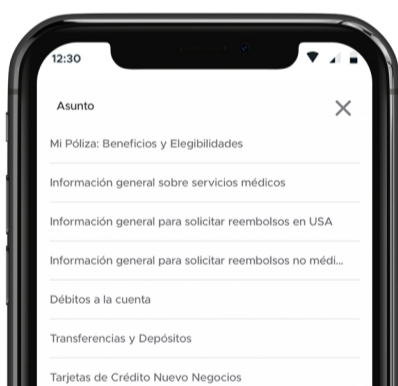 12:30
Asunto
Mi Póliza: Beneficios y Elegibilidades
Información general sobre servicios médicos
Información general para solicitar reembolsos en USA
Información general para solicitar reembolsos no médi...
Débitos a la cuenta
Transferencias y Depósitos
Tarjetas de Crédito Nuevo Negocios